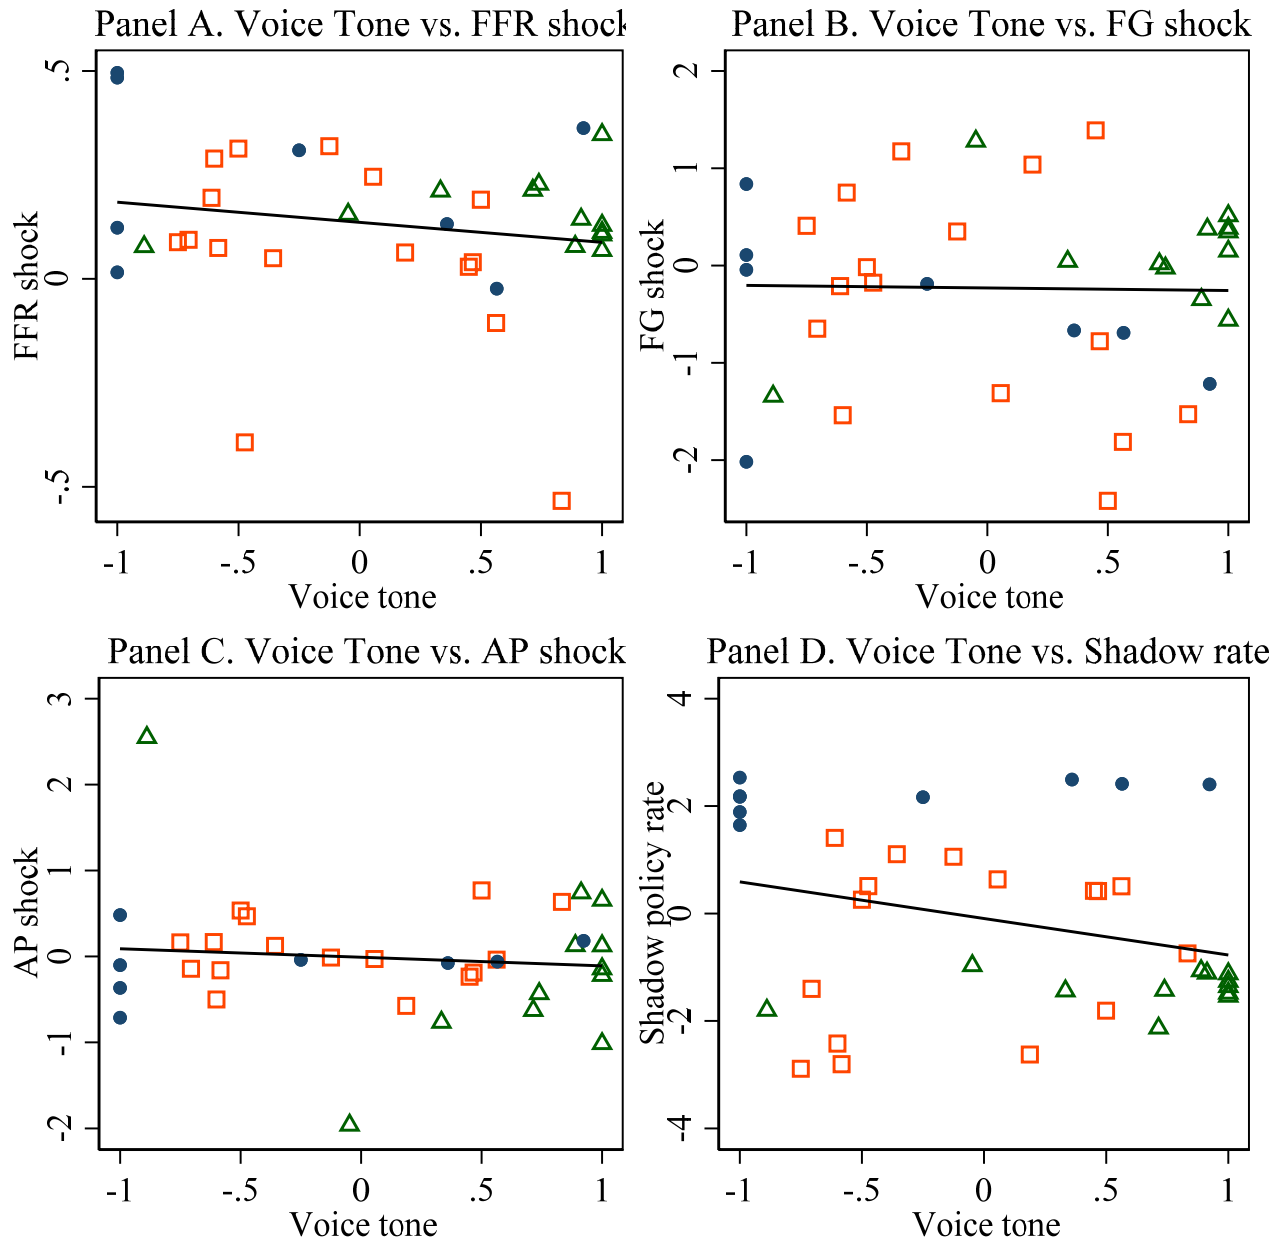 Panel A. Voice Tone vs. FFR shock
FFR shock
.5
0
-.5
-1 -.5 0 .5 1
Voice tone
Panel B. Voice Tone vs. FG shock
FG shock
2
1
0
-1
-2
-1 -.5 0 .5 1
Voice tone
Panel C. Voice Tone vs. AP shock
AP shock
3
2
1
0
-1
-2
-1 -.5 0 .5 1
Voice tone
Panel D. Voice Tone vs. Shadow rate
Shadow policy rate
4
2
0
-2
-4
-1 -.5 0 .5 1
Voice tone